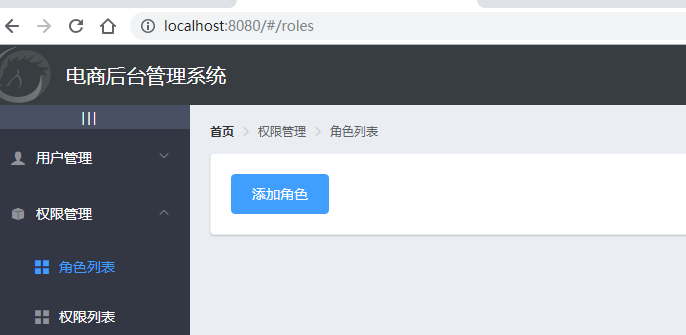 localhost:8080/#/roles
电商后台管理系统
|||
首页 > 权限管理 > 角色列表
用户管理
添加角色
权限管理
角色列表
权限列表